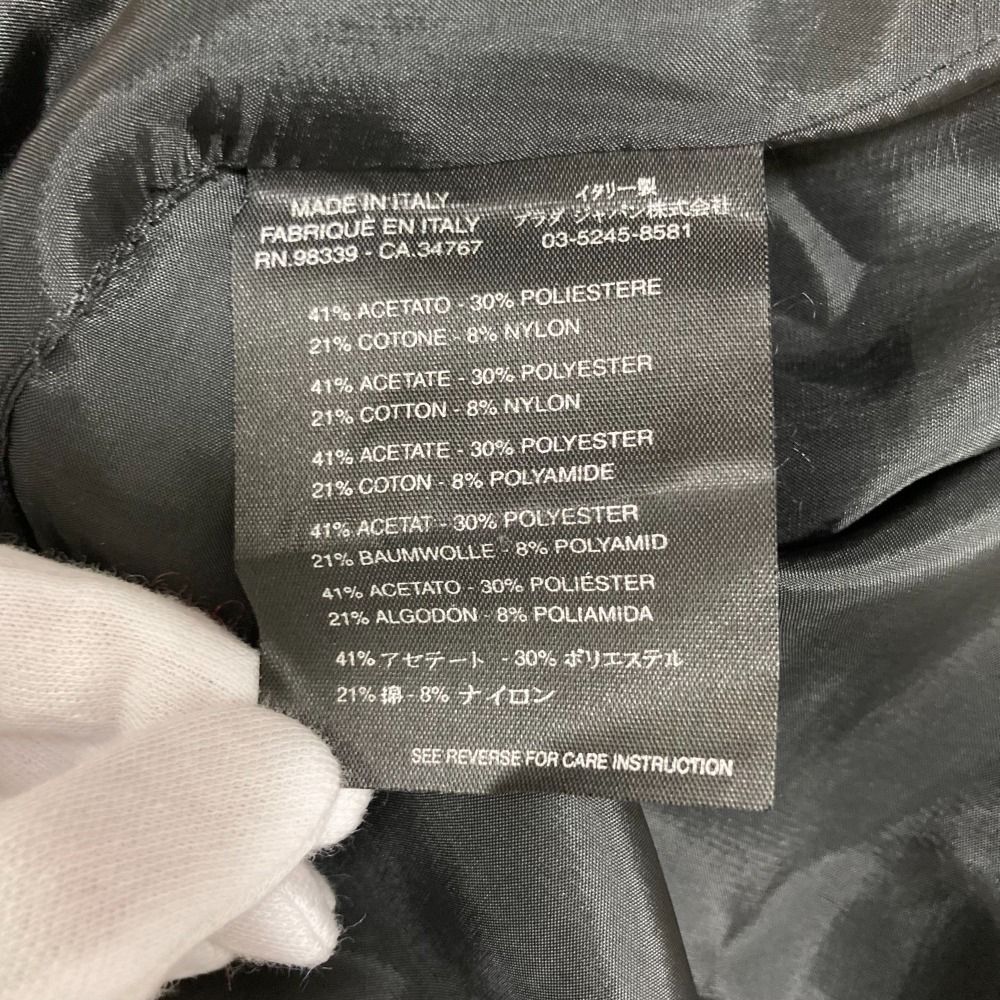 MADE IN ITALY
FABRIQUÉ EN ITALY
RN.98339 - CA.34767
イタリー製
プラダ ジャパン株式会社
03-5245-8581
41% ACETATO - 30% POLIESTERE
21% COTONE - 8% NYLON
41% ACETATE - 30% POLYESTER
21% COTTON - 8% NYLON
41% ACETATE - 30% POLYESTER
21% COTON - 8% POLYAMIDE
41% ACETAT - 30% POLYESTER
21% BAUMWOLLE - 8% POLYAMID
41% ACETATO - 30% POLIÉSTER
21% ALGODON - 8% POLIAMIDA
41% アセテート - 30% ポリエステル
21% 綿 - 8% ナイロン
SEE REVERSE FOR CARE INSTRUCTION